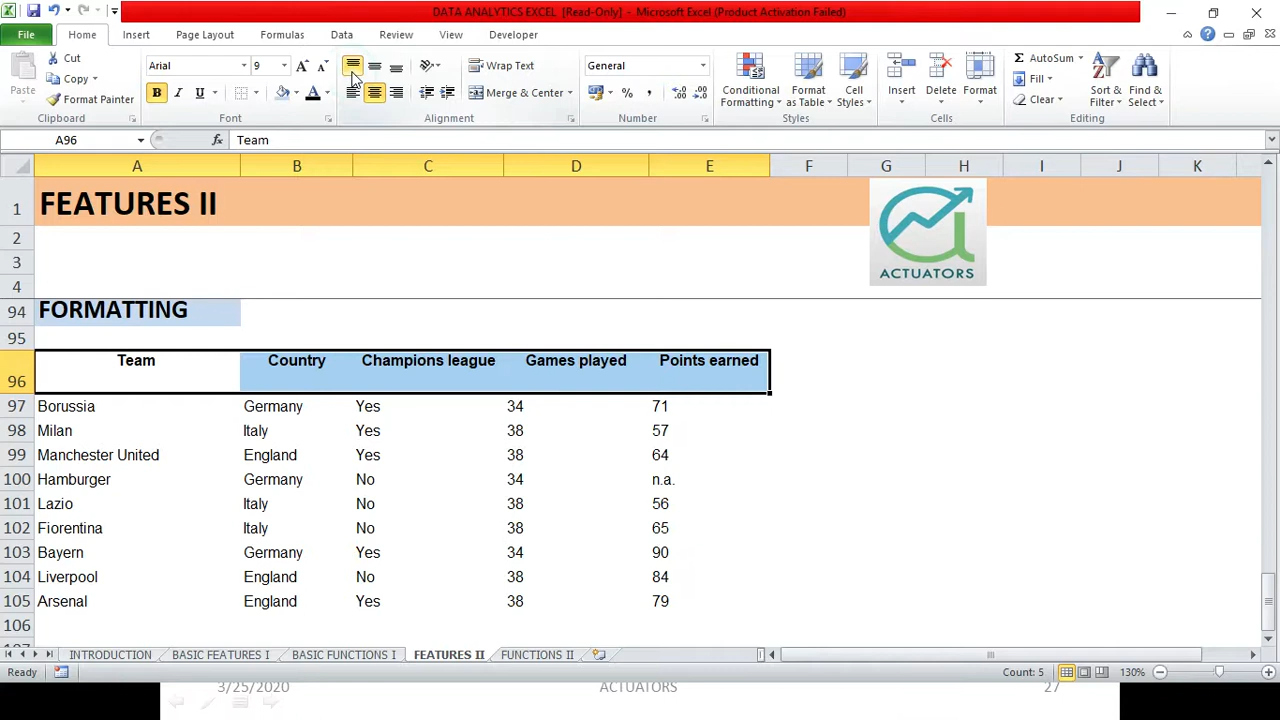 DATA ANALYTICS EXCEL [Read-Only] - Microsoft Excel (Product Activation Failed)
File Home Insert Page Layout Formulas Data Review View Developer
Cut
Copy
Format Painter
Paste
Clipboard
Arial 9
B I U
Font
Wrap Text
Merge & Center
Alignment
General
%
Number
Conditional Formatting
Format as Table
Cell Styles
Styles
Insert Delete Format
Cells
AutoSum
Fill
Clear
Sort & Filter
Find & Select
Editing
A96 fx Team
A B C D E F G H I J K
1 FEATURES II
ACTUATORS
2
3
4
94 FORMATTING
95
96 Team Country Champions league Games played Points earned
97 Borussia Germany Yes 34 71
98 Milan Italy Yes 38 57
99 Manchester United England Yes 38 64
100 Hamburger Germany No 34 n.a.
101 Lazio Italy No 38 56
102 Fiorentina Italy No 38 65
103 Bayern Germany Yes 34 90
104 Liverpool England No 38 84
105 Arsenal England Yes 38 79
106
INTRODUCTION BASIC FEATURES I BASIC FUNCTIONS I FEATURES II FUNCTIONS II
Ready Count: 5 130%
3/25/2020 ACTUATORS 27